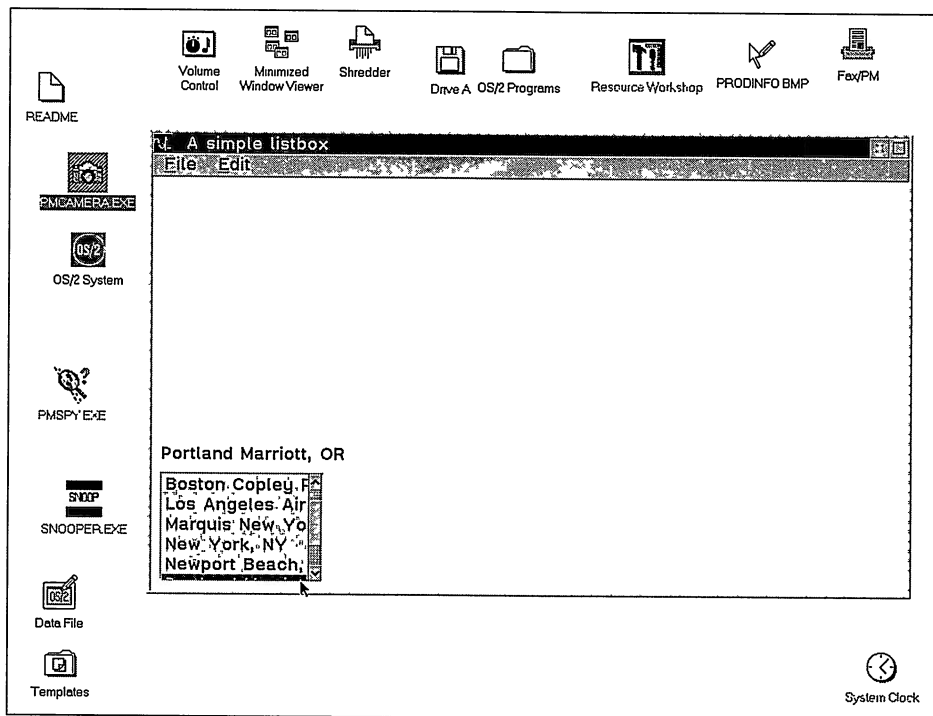 Volume
Control
Minimized
Window Viewer
Shredder
Drive A
OS/2 Programs
Resource Workshop
PRODINFO BMP
Fax/PM
README
A simple listbox
File Edit
PMCAMERA.EXE
OS/2
OS/2 System
PMSPY EXE
Portland Marriott, OR
Boston Copley
Los Angeles Air
Marquis New Yo
New York, NY
Newport Beach,
SNOOP
SNOOPER.EXE
OS/2
Data File
Templates
System Clock